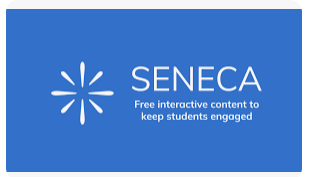 SENECA
Free interactive content to
keep students engaged